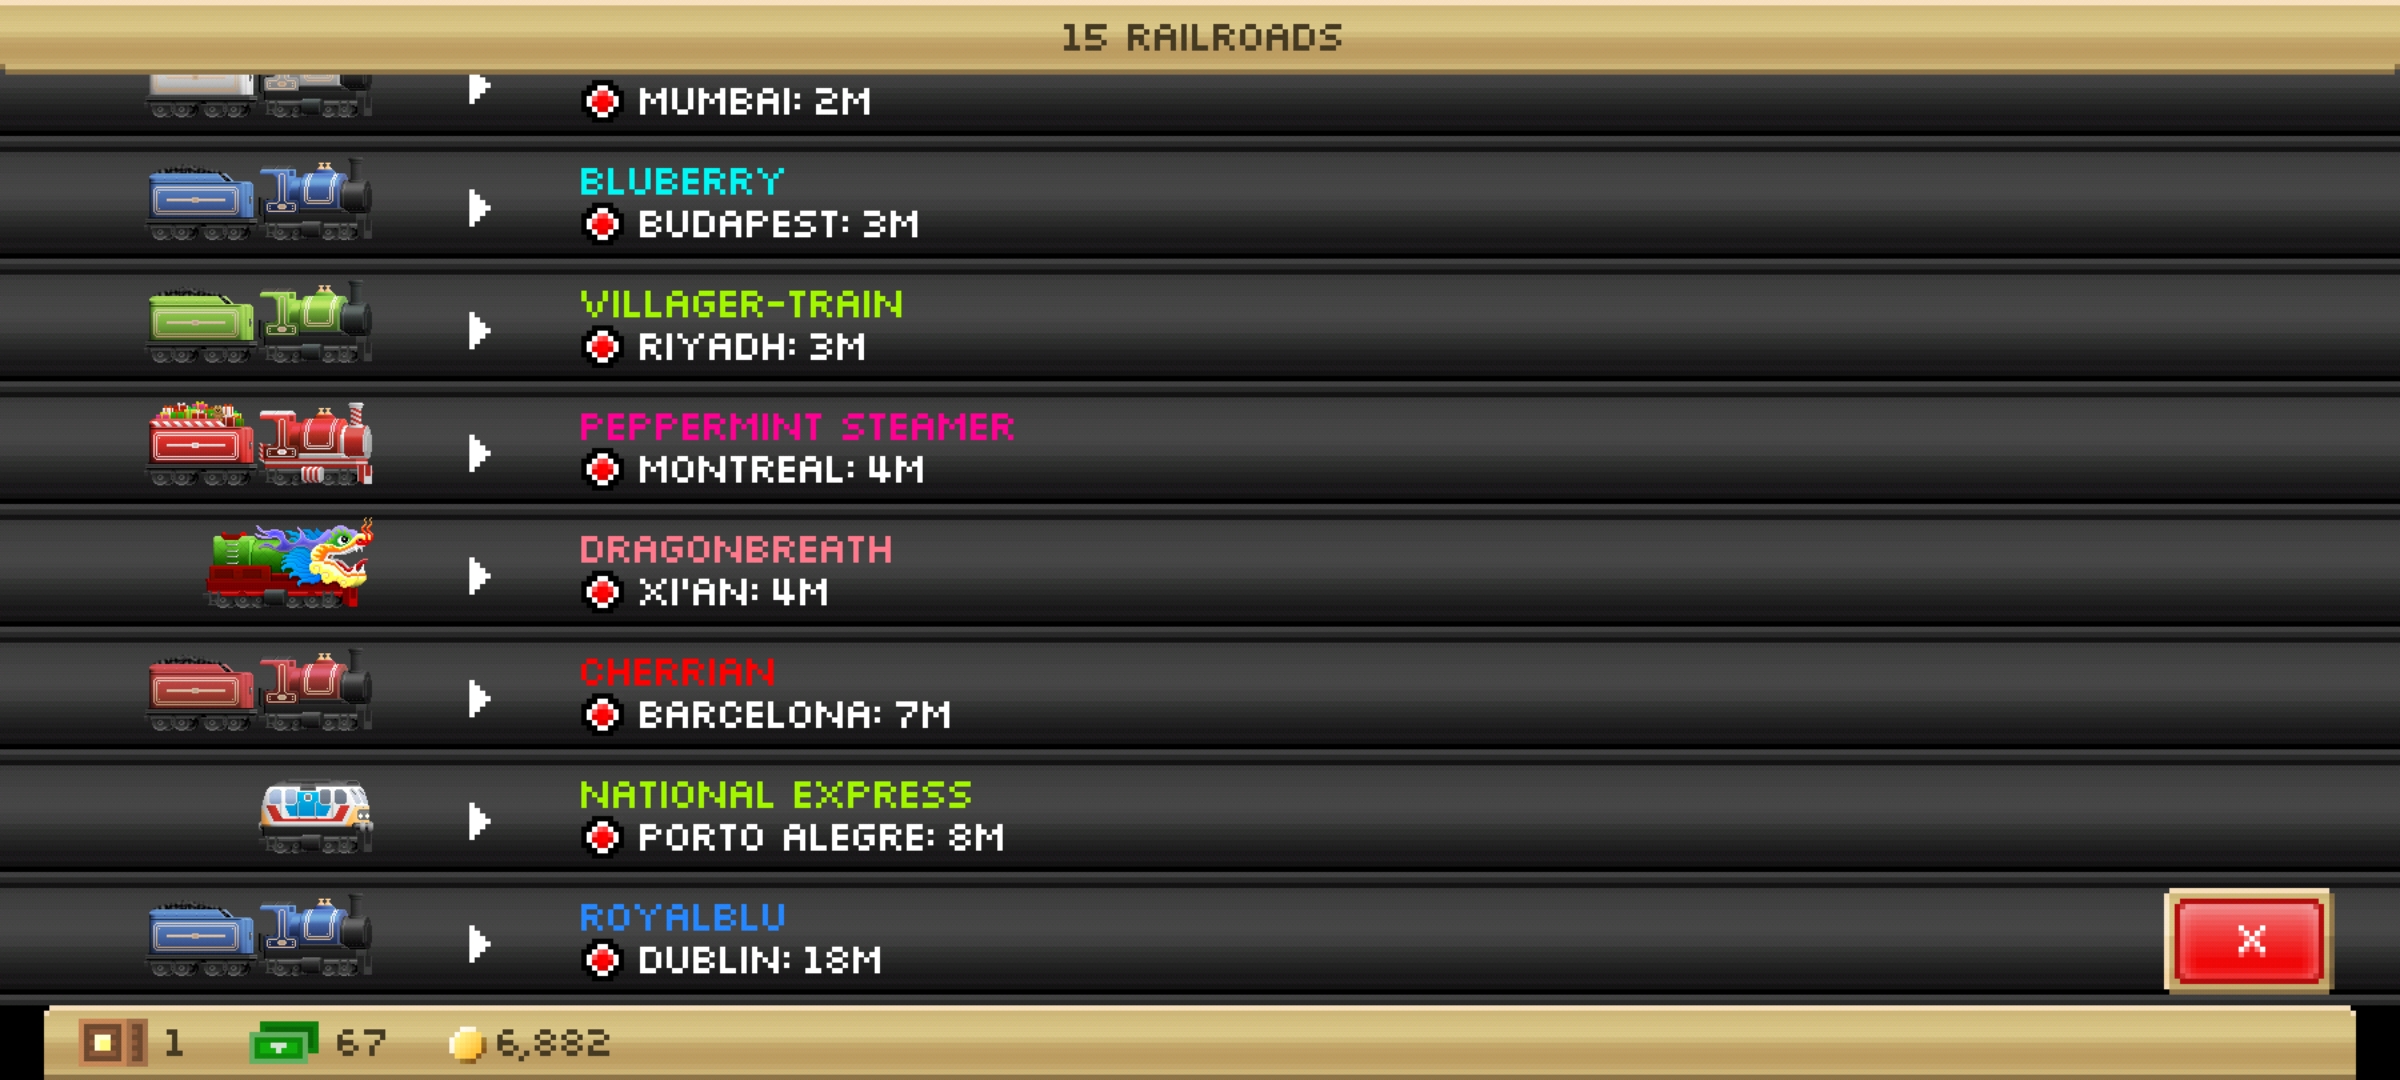 15 RAILROADS
MUMBAI: 2M
BLUBERRY
BUDAPEST: 3M
VILLAGER-TRAIN
RIYADH: 3M
PEPPERMINT STEAMER
MONTREAL: 4M
DRAGONBREATH
XI'AN: 4M
CHERRIAN
BARCELONA: 7M
NATIONAL EXPRESS
PORTO ALEGRE: 8M
ROYALBLU
DUBLIN: 18M
X
1 67 6,882